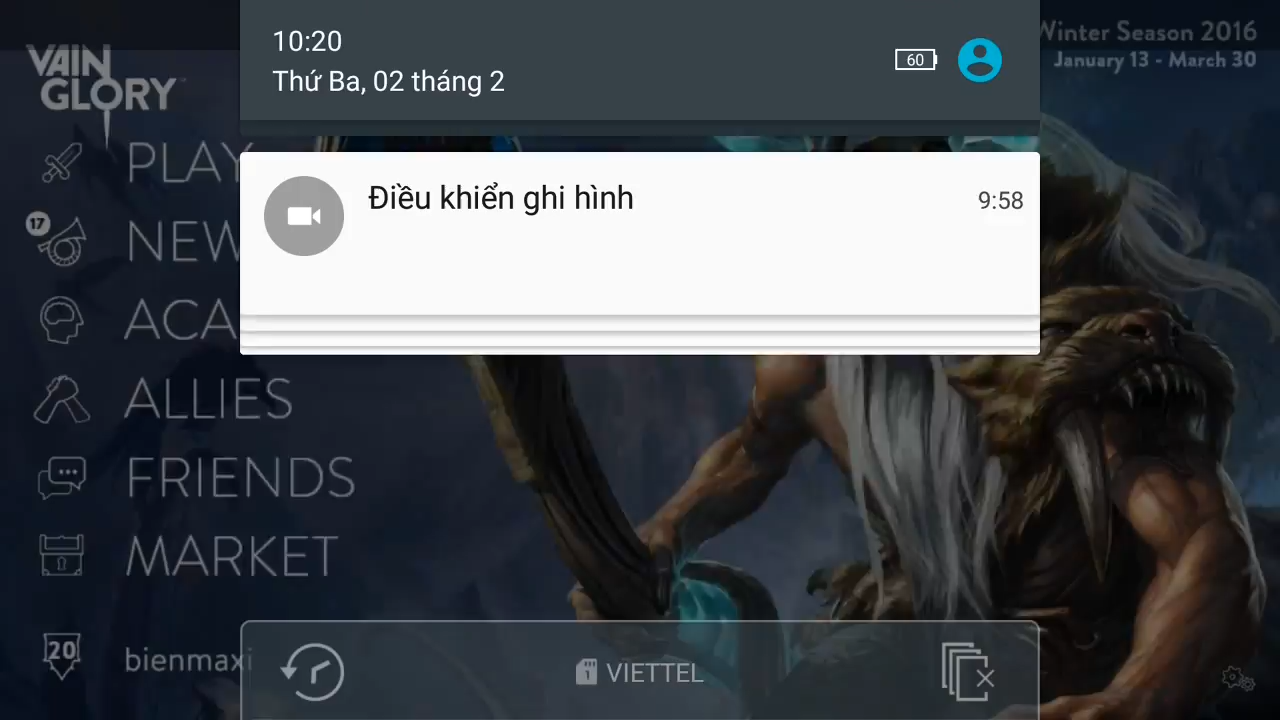 10:20
Thứ Ba, 02 tháng 2
60
Winter Season 2016
January 13 - March 30
VAIN
GLORY
PLAY
Điều khiển ghi hình
9:58
17
NEW
ACA
ALLIES
FRIENDS
MARKET
20
bienmaxi
1
VIETTEL